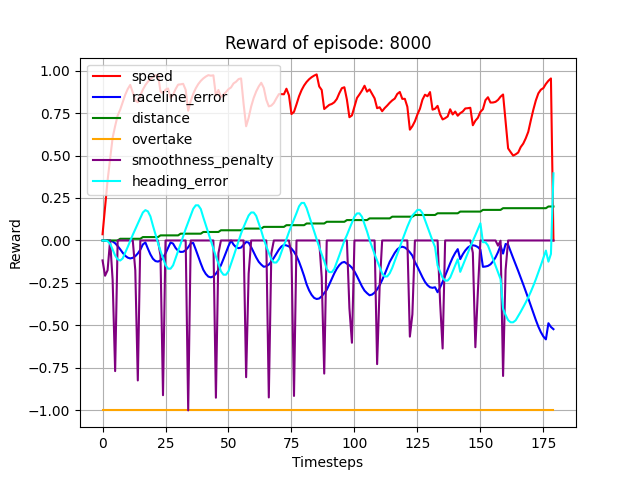 Reward of episode: 8000
1.00
0.75
0.50
0.25
0.00
−0.25
−0.50
−0.75
−1.00
Reward
speed
raceline_error
distance
overtake
smoothness_penalty
heading_error
0 25 50 75 100 125 150 175
Timesteps